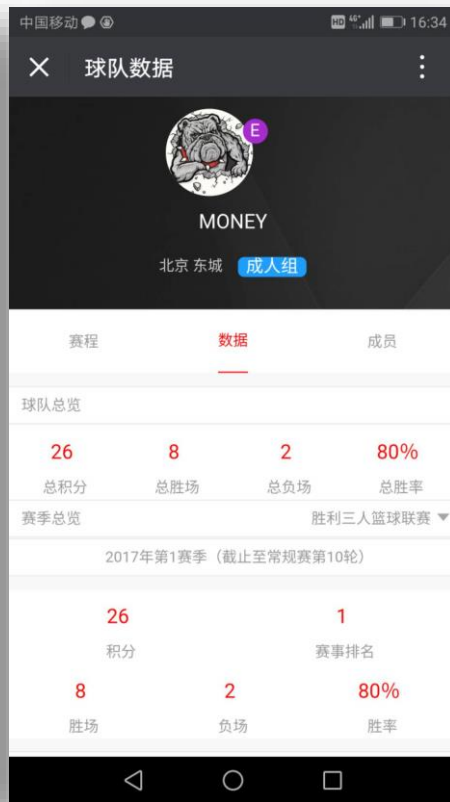 中国移动 HD 46 16:34
球队数据
E
MONEY
北京 东城 成人组
赛程 数据 成员
球队总览
26 8 2 80%
总积分 总胜场 总负场 总胜率
赛季总览 胜利三人篮球联赛
2017年第1赛季（截止至常规赛第10轮）
26 1
积分 赛事排名
8 2 80%
胜场 负场 胜率